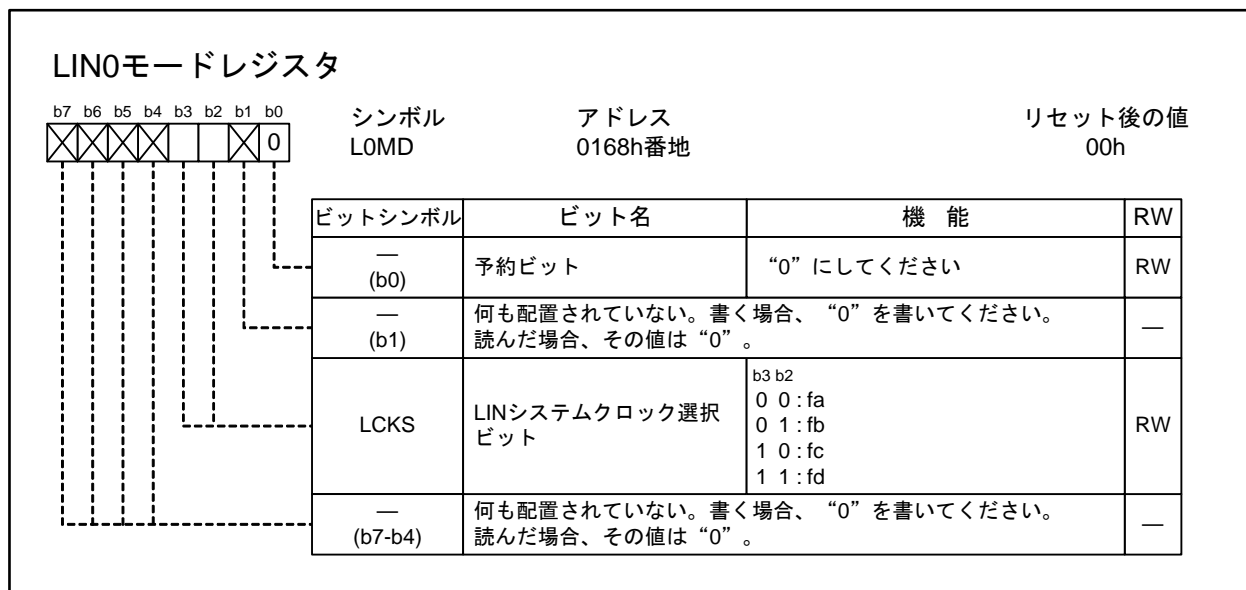 LIN0モードレジスタ
b7 b6 b5 b4 b3 b2 b1 b0
0
シンボル
L0MD
アドレス
0168h番地
リセット後の値
00h
ビットシンボル ビット名 機 能 RW
—
(b0)
予約ビット
“0”にしてください
RW
—
(b1)
何も配置されていない。書く場合、“0”を書いてください。
読んだ場合、その値は“0”。
—
LCKS
LINシステムクロック選択
ビット
b3 b2
0 0 : fa
0 1 : fb
1 0 : fc
1 1 : fd
RW
—
(b7-b4)
何も配置されていない。書く場合、“0”を書いてください。
読んだ場合、その値は“0”。
—